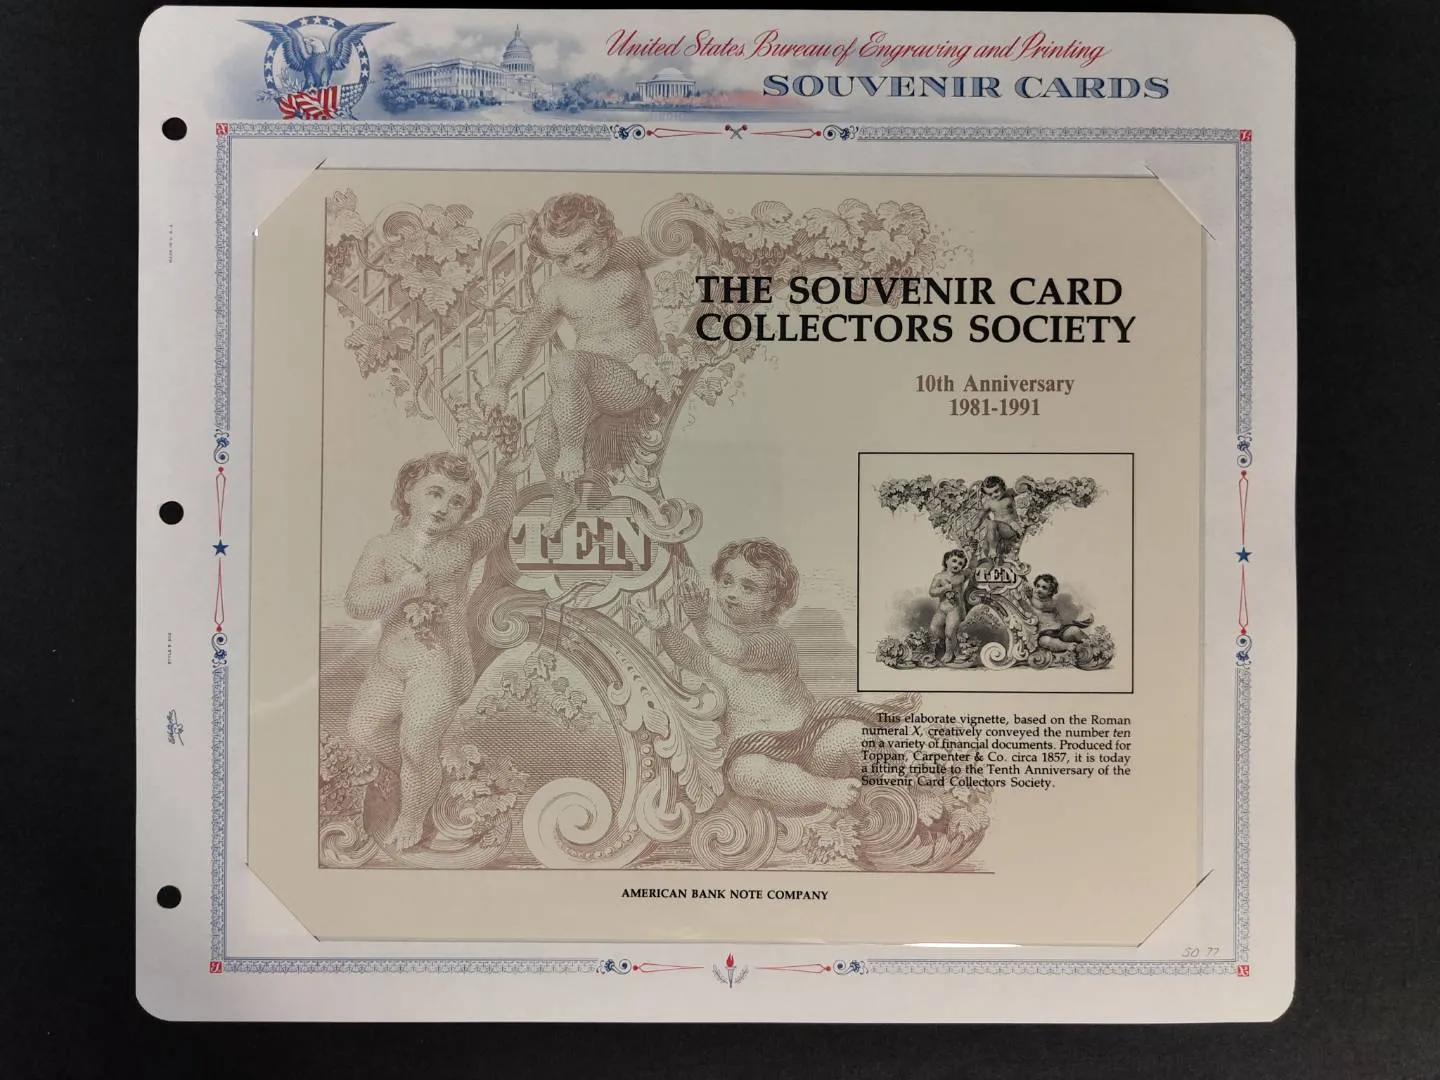 United States Bureau of Engraving and Printing
SOUVENIR CARDS
THE SOUVENIR CARD
COLLECTORS SOCIETY
10th Anniversary
1981-1991
TEN
TEN
This elaborate vignette, based on the Roman
numeral X, creatively conveyed the number ten
on a variety of financial documents. Produced for
Toppan, Carpenter & Co. circa 1857, it is today
a fitting tribute to the Tenth Anniversary of the
Souvenir Card Collectors Society.
AMERICAN BANK NOTE COMPANY
SO 77
MADE IN U.S.A.